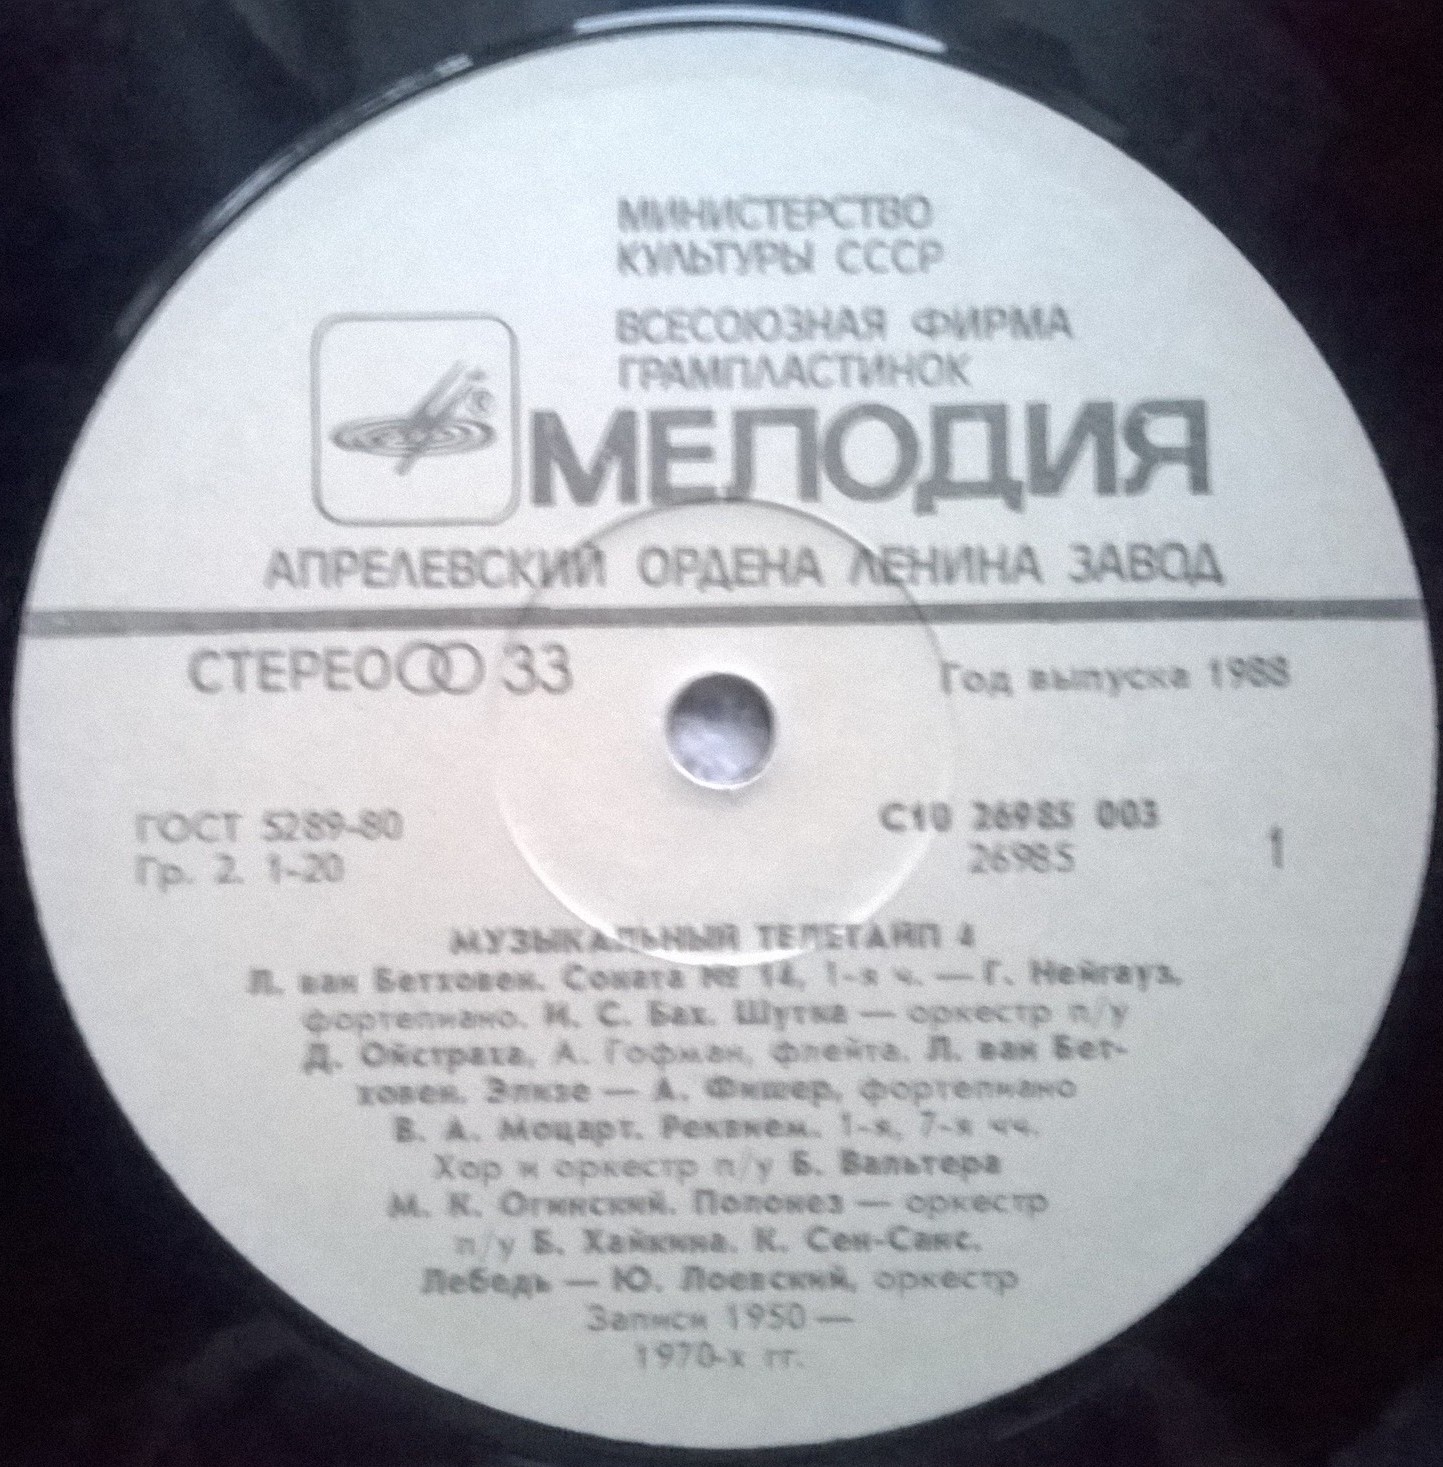 МИНИСТЕРСТВО
КУЛЬТУРЫ СССР
ВСЕСОЮЗНАЯ ФИРМА
ГРАМПЛАСТИНОК
МЕЛОДИЯ
АПРЕЛЕВСКИЙ ОРДЕНА ЛЕНИНА ЗАВОД
СТЕРЕО 33
Год выпуска 1988
ГОСТ 5289-80
Гр. 2. 1-20
С10 26985 003
26985
1
МУЗЫКАЛЬНЫЙ ТЕЛЕТАЙП 4
Л. ван Бетховен. Соната № 14, 1-я ч. — Г. Нейгауз,
фортепиано. И. С. Бах. Шутка — оркестр п/у
Д. Ойстраха, А. Гофман, флейта. Л. ван Бет-
ховен. Элизе — А. Фишер, фортепиано
В. А. Моцарт. Реквием. 1-я, 7-я чч.
Хор и оркестр п/у Б. Вальтера
М. К. Огинский. Полонез — оркестр
п/у Б. Хайкина. К. Сен-Санс.
Лебедь — Ю. Лоевский, оркестр
Записи 1950 —
1970-х гг.